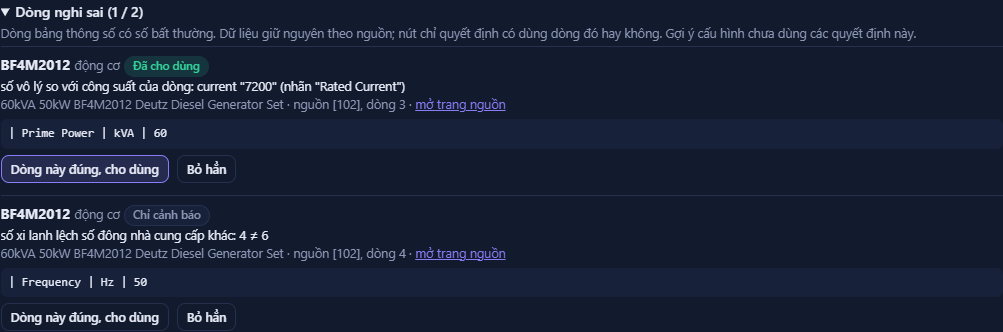 ▼ Dòng nghi sai (1 / 2)
Dòng bảng thông số có số bất thường. Dữ liệu giữ nguyên theo nguồn; nút chỉ quyết định có dùng dòng đó hay không. Gợi ý cấu hình chưa dùng các quyết định này.
BF4M2012 động cơ Đã cho dùng
số vô lý so với công suất của dòng: current "7200" (nhãn "Rated Current")
60kVA 50kW BF4M2012 Deutz Diesel Generator Set · nguồn [102], dòng 3 · mở trang nguồn
| Prime Power | kVA | 60
Dòng này đúng, cho dùng Bỏ hẳn
BF4M2012 động cơ Chỉ cảnh báo
số xi lanh lệch số đông nhà cung cấp khác: 4 ≠ 6
60kVA 50kW BF4M2012 Deutz Diesel Generator Set · nguồn [102], dòng 4 · mở trang nguồn
| Frequency | Hz | 50
Dòng này đúng, cho dùng Bỏ hẳn